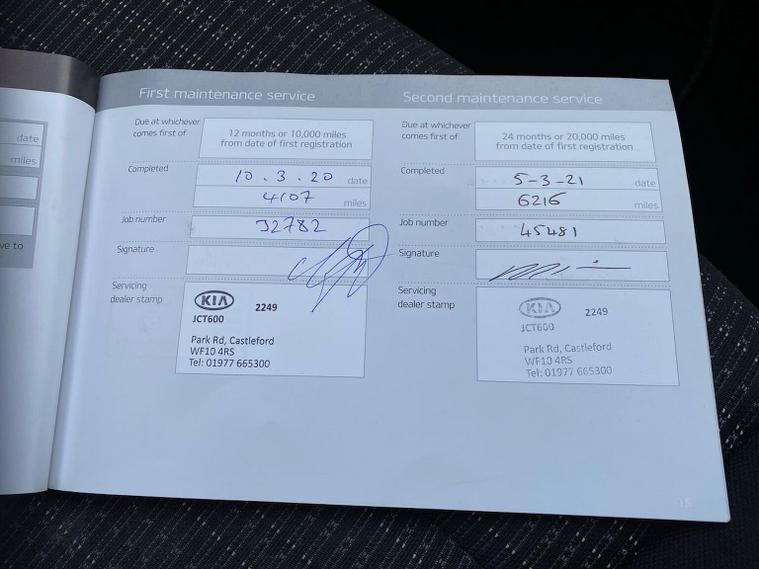 First maintenance service
Due at whichever
comes first of
12 months or 10,000 miles
from date of first registration
Completed
10.3.20 date
4107 miles
Job number
32782
Signature
Servicing
dealer stamp
KIA 2249
JCT600
Park Rd, Castleford
WF10 4RS
Tel: 01977 665300
Second maintenance service
Due at whichever
comes first of
24 months or 20,000 miles
from date of first registration
Completed
5-3-21 date
6216 miles
Job number
45481
Signature
Servicing
dealer stamp
KIA 2249
JCT600
Park Rd, Castleford
WF10 4RS
Tel: 01977 665300
date
miles
ve to
15